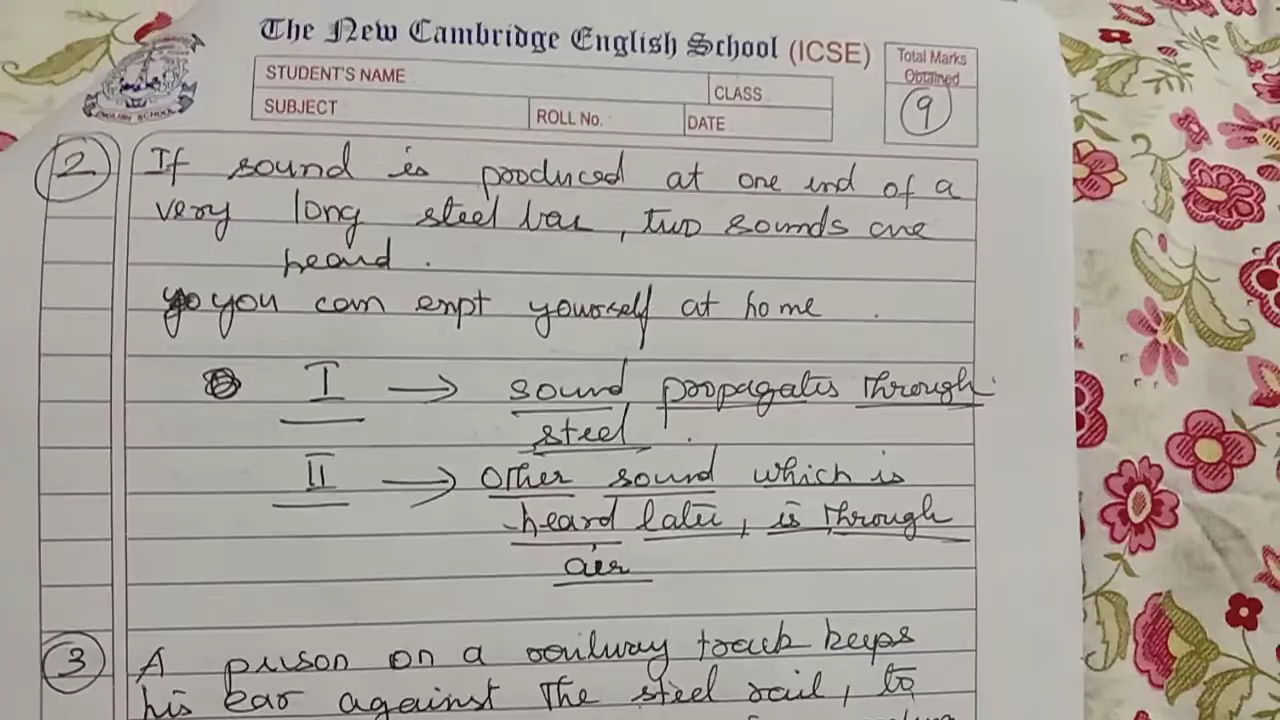 The New Cambridge English School (ICSE)
STUDENT'S NAME
CLASS
SUBJECT
ROLL No.
DATE
Total Marks
Obtained
9
ENGLISH SCHOOL
2 If sound is produced at one end of a
very long steel bar, two sounds are
heard.
you can expt yourself at home.
I → sound propagates through
steel.
II → Other sound which is
heard later, is through
air
3 A person on a railway track keeps
his ear against the steel rail, to